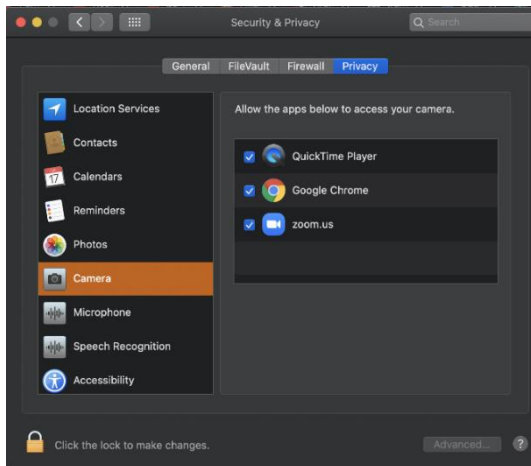 Security & Privacy
Search
General
FileVault
Firewall
Privacy
Location Services
Contacts
17
Calendars
Reminders
Photos
Camera
Microphone
Speech Recognition
Accessibility
Allow the apps below to access your camera.
QuickTime Player
Google Chrome
zoom.us
Click the lock to make changes.
Advanced...
?